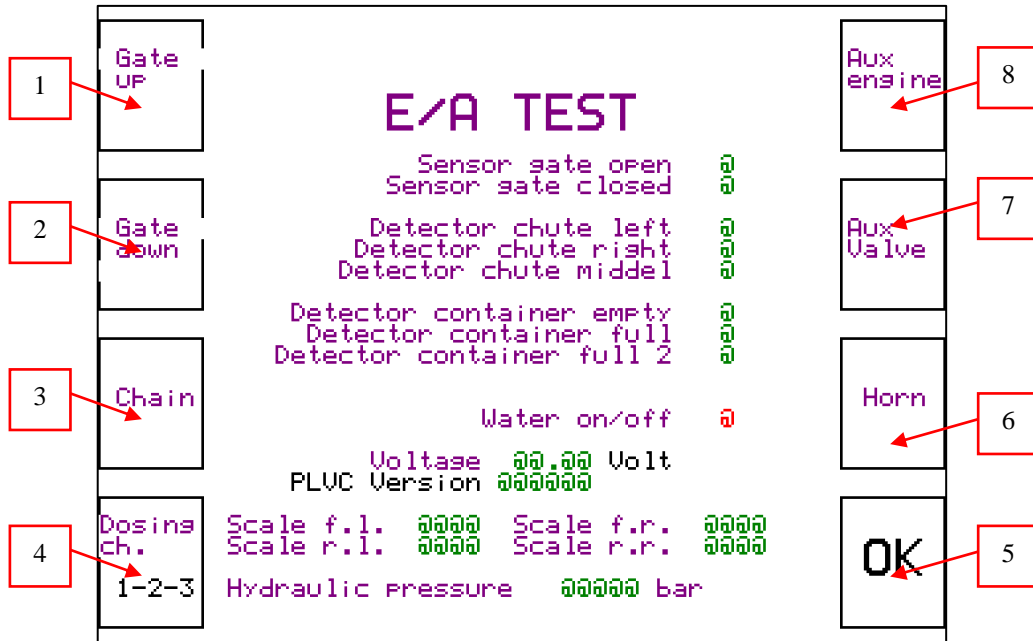 1
Gate
up
2
Gate
down
3
Chain
4
Dosing
ch.
1-2-3
E/A TEST
Sensor gate open @
Sensor gate closed @
Detector chute left @
Detector chute right @
Detector chute middel @
Detector container empty @
Detector container full @
Detector container full 2 @
Water on/off @
Voltage @@.@@ Volt
PLVC Version @@@@@@
Scale f.l. @@@@ Scale f.r. @@@@
Scale r.l. @@@@ Scale r.r. @@@@
Hydraulic pressure @@@@@ bar
Aux
engine
8
Aux
Valve
7
Horn
6
OK
5